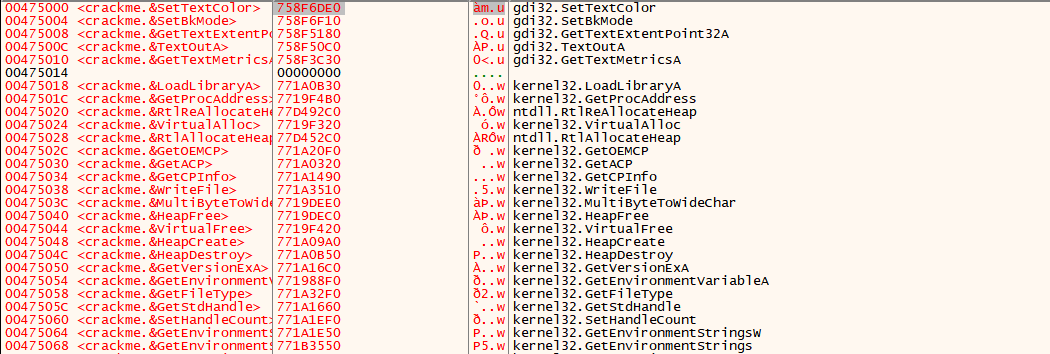 00475000 <crackme.&SetTextColor> 758F6DE0 àm.u gdi32.SetTextColor
00475004 <crackme.&SetBkMode> 758F6F10 .o.u gdi32.SetBkMode
00475008 <crackme.&GetTextExtentPo 758F5180 .Q.u gdi32.GetTextExtentPoint32A
0047500C <crackme.&TextOutA> 758F50C0 ÀP.u gdi32.TextOutA
00475010 <crackme.&GetTextMetricsA 758F3C30 0<.u gdi32.GetTextMetricsA
00475014 00000000 ....
00475018 <crackme.&LoadLibraryA> 771A0B30 0..w kernel32.LoadLibraryA
0047501C <crackme.&GetProcAddress> 7719F4B0 °ô.w kernel32.GetProcAddress
00475020 <crackme.&RtlReAllocateHe 77D492C0 À.Ôw ntdll.RtlReAllocateHeap
00475024 <crackme.&VirtualAlloc> 7719F320 ó.w kernel32.VirtualAlloc
00475028 <crackme.&RtlAllocateHeap 77D452C0 ÀRÔw ntdll.RtlAllocateHeap
0047502C <crackme.&GetOEMCP> 771A20F0 ð .w kernel32.GetOEMCP
00475030 <crackme.&GetACP> 771A0320 ..w kernel32.GetACP
00475034 <crackme.&GetCPInfo> 771A1490 ...w kernel32.GetCPInfo
00475038 <crackme.&WriteFile> 771A3510 .5.w kernel32.WriteFile
0047503C <crackme.&MultiByteToWide 7719DEE0 àÞ.w kernel32.MultiByteToWideChar
00475040 <crackme.&HeapFree> 7719DEC0 ÀÞ.w kernel32.HeapFree
00475044 <crackme.&VirtualFree> 7719F420 ô.w kernel32.VirtualFree
00475048 <crackme.&HeapCreate> 771A09A0 ..w kernel32.HeapCreate
0047504C <crackme.&HeapDestroy> 771A0B50 P..w kernel32.HeapDestroy
00475050 <crackme.&GetVersionExA> 771A16C0 À..w kernel32.GetVersionExA
00475054 <crackme.&GetEnvironmentV 771988F0 ð..w kernel32.GetEnvironmentVariableA
00475058 <crackme.&GetFileType> 771A32F0 ð2.w kernel32.GetFileType
0047505C <crackme.&GetStdHandle> 771A1660 `..w kernel32.GetStdHandle
00475060 <crackme.&SetHandleCount> 771A1EF0 ð..w kernel32.SetHandleCount
00475064 <crackme.&GetEnvironmentS 771A1E50 P..w kernel32.GetEnvironmentStringsW
00475068 <crackme.&GetEnvironmentS 771B3550 P5.w kernel32.GetEnvironmentStrings